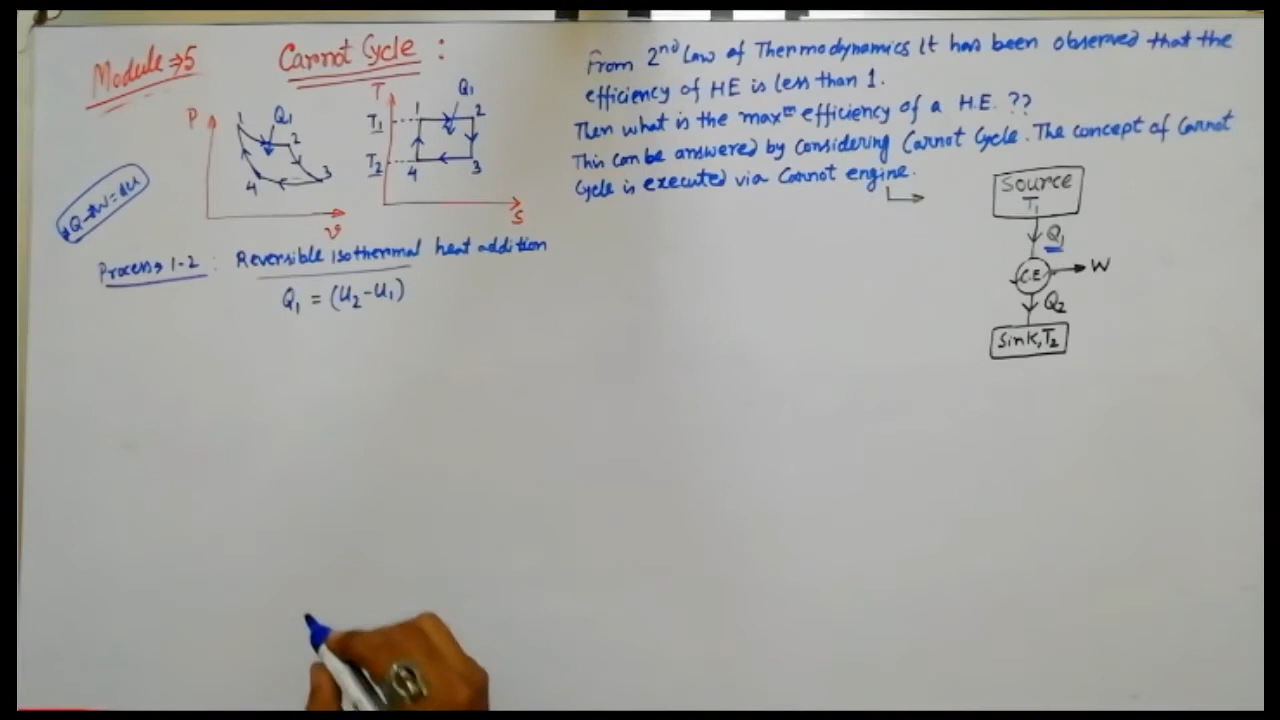 Module → 5
Carnot Cycle :
P
1
Q₁
2
3
4
v
T
T₁
T₂
1
Q₁
2
3
4
S
đQ - đW = dU
Process → 1-2 : Reversible isothermal heat addition
Q₁ = (U₂ - U₁)
From 2nd Law of Thermodynamics It has been observed that the
efficiency of HE is less than 1.
Then what is the maxᵐ efficiency of a H.E. ??
This can be answered by considering Carnot Cycle. The concept of Carnot
Cycle is executed via Carnot engine.
Source
T₁
Q₁
C.E
W
Q₂
Sink, T₂